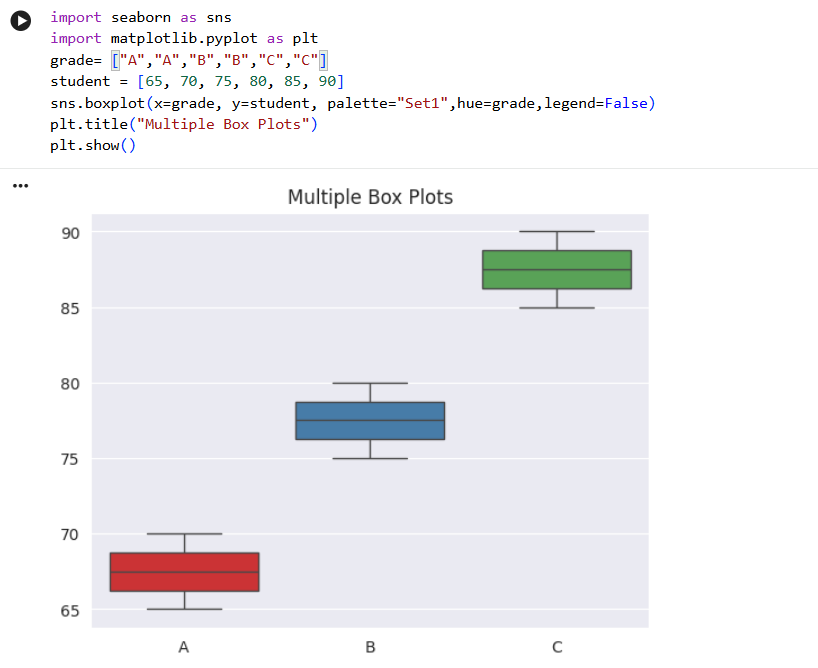 import seaborn as sns
import matplotlib.pyplot as plt
grade= ["A","A","B","B","C","C"]
student = [65, 70, 75, 80, 85, 90]
sns.boxplot(x=grade, y=student, palette="Set1",hue=grade,legend=False)
plt.title("Multiple Box Plots")
plt.show()
Multiple Box Plots
90
85
80
75
70
65
A B C